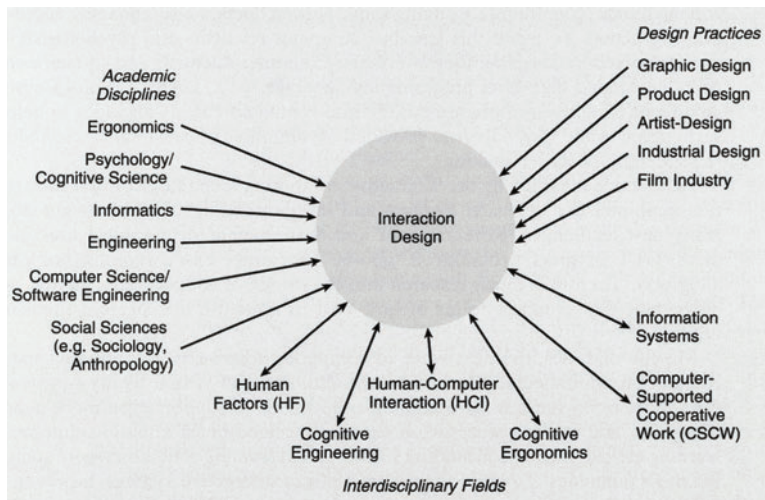 Academic
Disciplines
Ergonomics
Psychology/
Cognitive Science
Informatics
Engineering
Computer Science/
Software Engineering
Social Sciences
(e.g. Sociology,
Anthropology)
Interaction
Design
Design Practices
Graphic Design
Product Design
Artist-Design
Industrial Design
Film Industry
Information
Systems
Computer-
Supported
Cooperative
Work (CSCW)
Human
Factors (HF)
Human-Computer
Interaction (HCI)
Cognitive
Engineering
Cognitive
Ergonomics
Interdisciplinary Fields